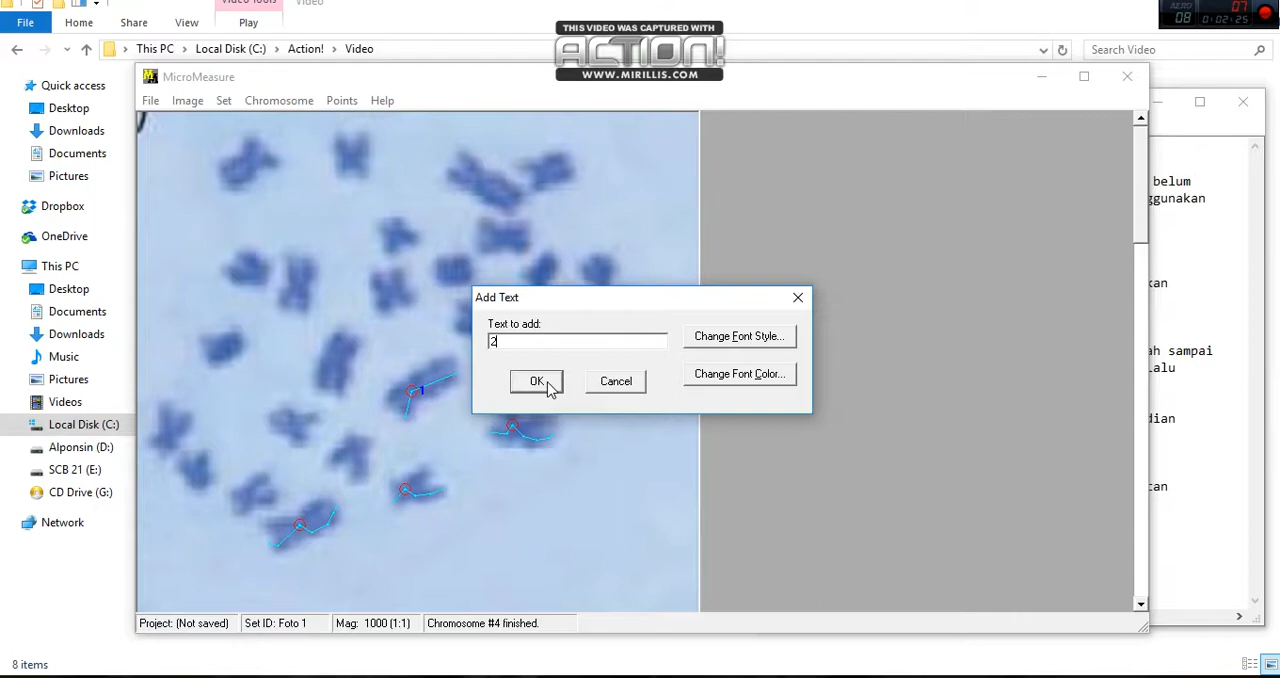 Video Tools
Video
File Home Share View Play
This PC Local Disk (C:) Action! Video
Search Video
THIS VIDEO WAS CAPTURED WITH
ACTION!
WWW.MIRILLIS.COM
AERO
08
07
0:02:25
Quick access
Desktop
Downloads
Documents
Pictures
Dropbox
OneDrive
This PC
Desktop
Documents
Downloads
Music
Pictures
Videos
Local Disk (C:)
Alponsin (D:)
SCB 21 (E:)
CD Drive (G:)
Network
8 items
MicroMeasure
File Image Set Chromosome Points Help
1
Add Text
Text to add:
2
Change Font Style...
OK Cancel
Change Font Color...
Project: (Not saved) Set ID: Foto 1 Mag: 1000 (1:1) Chromosome #4 finished.
belum
ggunakan
kan
ah sampai
lalu
dian
tan